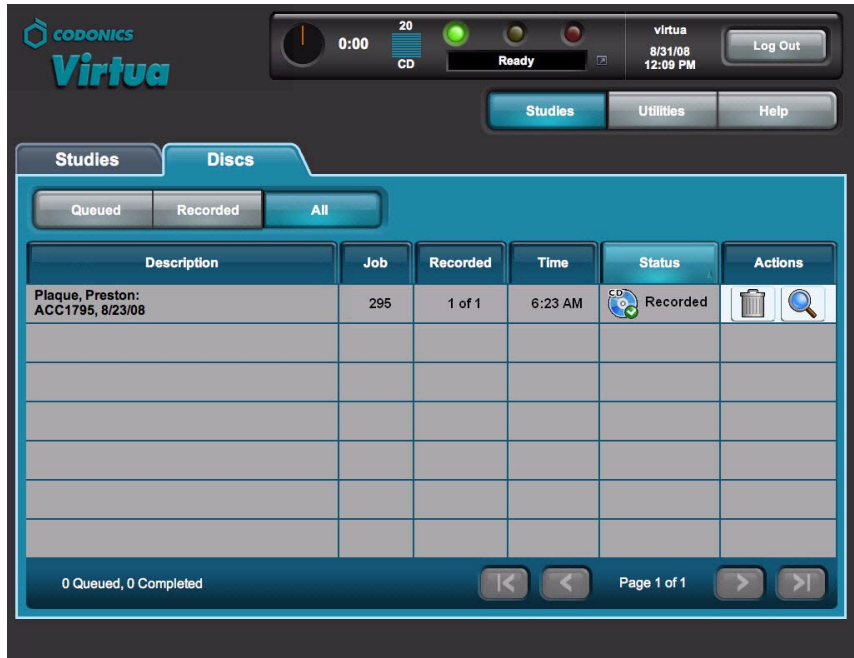 CODONICS
Virtua
0:00
20
CD
Ready
virtua
8/31/08
12:09 PM
Log Out
Studies Utilities Help
Studies Discs
Queued Recorded All
Description Job Recorded Time Status Actions
Plaque, Preston:
ACC1795, 8/23/08
295 1 of 1 6:23 AM CD Recorded
0 Queued, 0 Completed Page 1 of 1